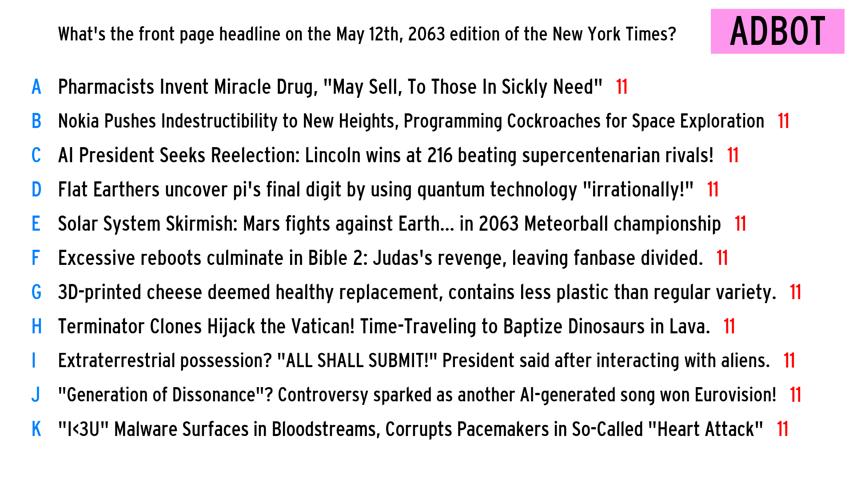 What's the front page headline on the May 12th, 2063 edition of the New York Times? ADBOT
A Pharmacists Invent Miracle Drug, "May Sell, To Those In Sickly Need" 11
B Nokia Pushes Indestructibility to New Heights, Programming Cockroaches for Space Exploration 11
C AI President Seeks Reelection: Lincoln wins at 216 beating supercentenarian rivals! 11
D Flat Earthers uncover pi's final digit by using quantum technology "irrationally!" 11
E Solar System Skirmish: Mars fights against Earth... in 2063 Meteorball championship 11
F Excessive reboots culminate in Bible 2: Judas's revenge, leaving fanbase divided. 11
G 3D-printed cheese deemed healthy replacement, contains less plastic than regular variety. 11
H Terminator Clones Hijack the Vatican! Time-Traveling to Baptize Dinosaurs in Lava. 11
I Extraterrestrial possession? "ALL SHALL SUBMIT!" President said after interacting with aliens. 11
J "Generation of Dissonance"? Controversy sparked as another AI-generated song won Eurovision! 11
K "I<3U" Malware Surfaces in Bloodstreams, Corrupts Pacemakers in So-Called "Heart Attack" 11